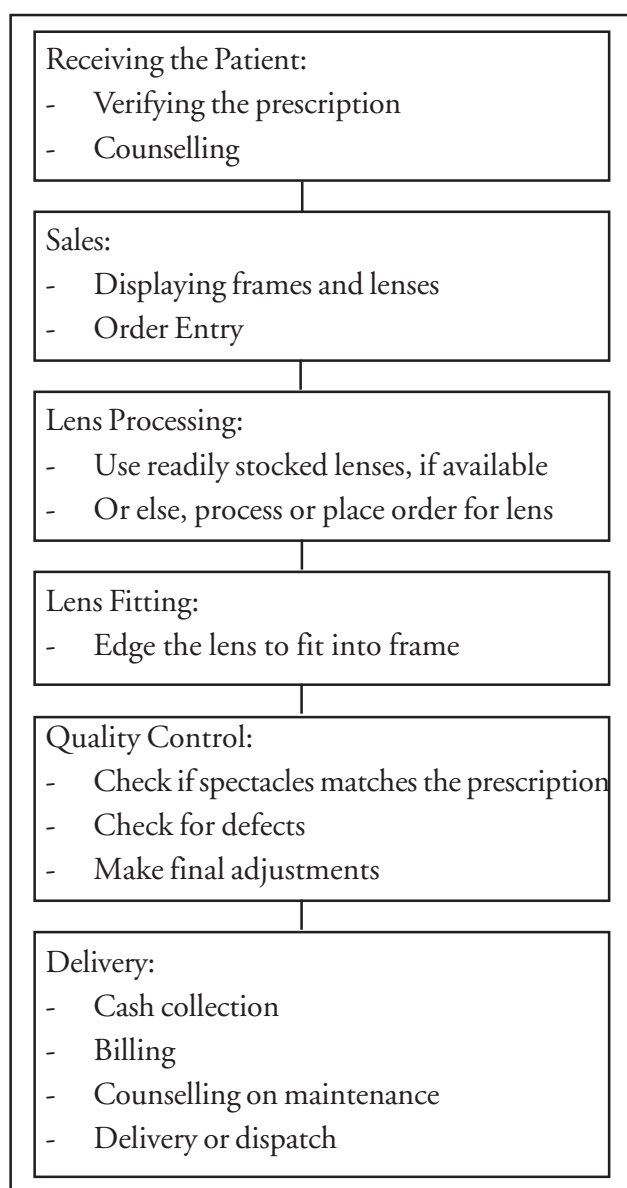 Receiving the Patient:
- Verifying the prescription
- Counselling
Sales:
- Displaying frames and lenses
- Order Entry
Lens Processing:
- Use readily stocked lenses, if available
- Or else, process or place order for lens
Lens Fitting:
- Edge the lens to fit into frame
Quality Control:
- Check if spectacles matches the prescription
- Check for defects
- Make final adjustments
Delivery:
- Cash collection
- Billing
- Counselling on maintenance
- Delivery or dispatch